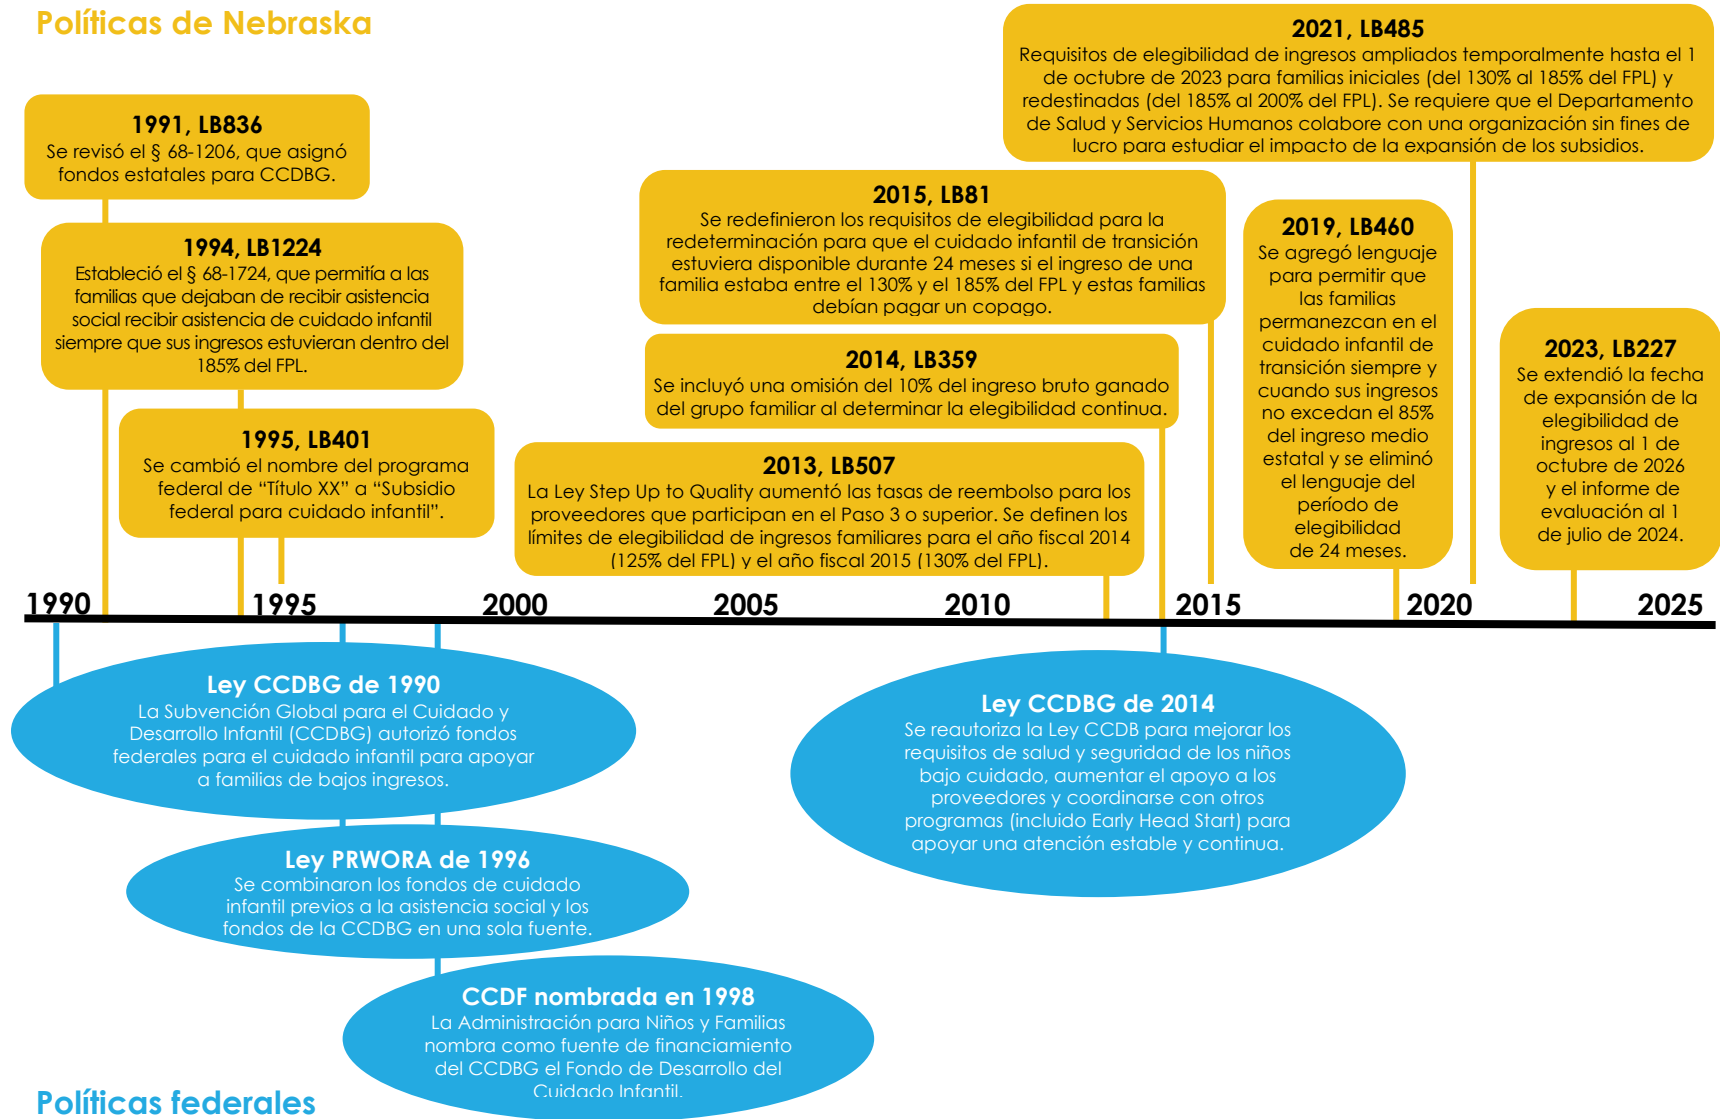 Políticas de Nebraska
1991, LB836
Se revisó el § 68-1206, que asignó
fondos estatales para CCDBG.
1994, LB1224
Estableció el § 68-1724, que permitía a las
familias que dejaban de recibir asistencia
social recibir asistencia de cuidado infantil
siempre que sus ingresos estuvieran dentro del
185% del FPL.
1995, LB401
Se cambió el nombre del programa
federal de “Título XX” a “Subsidio
federal para cuidado infantil”.
2013, LB507
La Ley Step Up to Quality aumentó las tasas de reembolso para los
proveedores que participan en el Paso 3 o superior. Se definen los
límites de elegibilidad de ingresos familiares para el año fiscal 2014
(125% del FPL) y el año fiscal 2015 (130% del FPL).
2014, LB359
Se incluyó una omisión del 10% del ingreso bruto ganado
del grupo familiar al determinar la elegibilidad continua.
2015, LB81
Se redefinieron los requisitos de elegibilidad para la
redeterminación para que el cuidado infantil de transición
estuviera disponible durante 24 meses si el ingreso de una
familia estaba entre el 130% y el 185% del FPL y estas familias
debían pagar un copago.
2019, LB460
Se agregó lenguaje
para permitir que
las familias
permanezcan en el
cuidado infantil de
transición siempre y
cuando sus ingresos
no excedan el 85%
del ingreso medio
estatal y se eliminó
el lenguaje del
período de
elegibilidad
de 24 meses.
2021, LB485
Requisitos de elegibilidad de ingresos ampliados temporalmente hasta el 1
de octubre de 2023 para familias iniciales (del 130% al 185% del FPL) y
redestinadas (del 185% al 200% del FPL). Se requiere que el Departamento
de Salud y Servicios Humanos colabore con una organización sin fines de
lucro para estudiar el impacto de la expansión de los subsidios.
2023, LB227
Se extendió la fecha
de expansión de la
elegibilidad de
ingresos al 1 de
octubre de 2026
y el informe de
evaluación al 1
de julio de 2024.
1990 1995 2000 2005 2010 2015 2020 2025
Ley CCDBG de 1990
La Subvención Global para el Cuidado y
Desarrollo Infantil (CCDBG) autorizó fondos
federales para el cuidado infantil para apoyar
a familias de bajos ingresos.
Ley PRWORA de 1996
Se combinaron los fondos de cuidado
infantil previos a la asistencia social y los
fondos de la CCDBG en una sola fuente.
CCDF nombrada en 1998
La Administración para Niños y Familias
nombra como fuente de financiamiento
del CCDBG el Fondo de Desarrollo del
Cuidado Infantil.
Ley CCDBG de 2014
Se reautoriza la Ley CCDB para mejorar los
requisitos de salud y seguridad de los niños
bajo cuidado, aumentar el apoyo a los
proveedores y coordinarse con otros
programas (incluido Early Head Start) para
apoyar una atención estable y continua.
Políticas federales